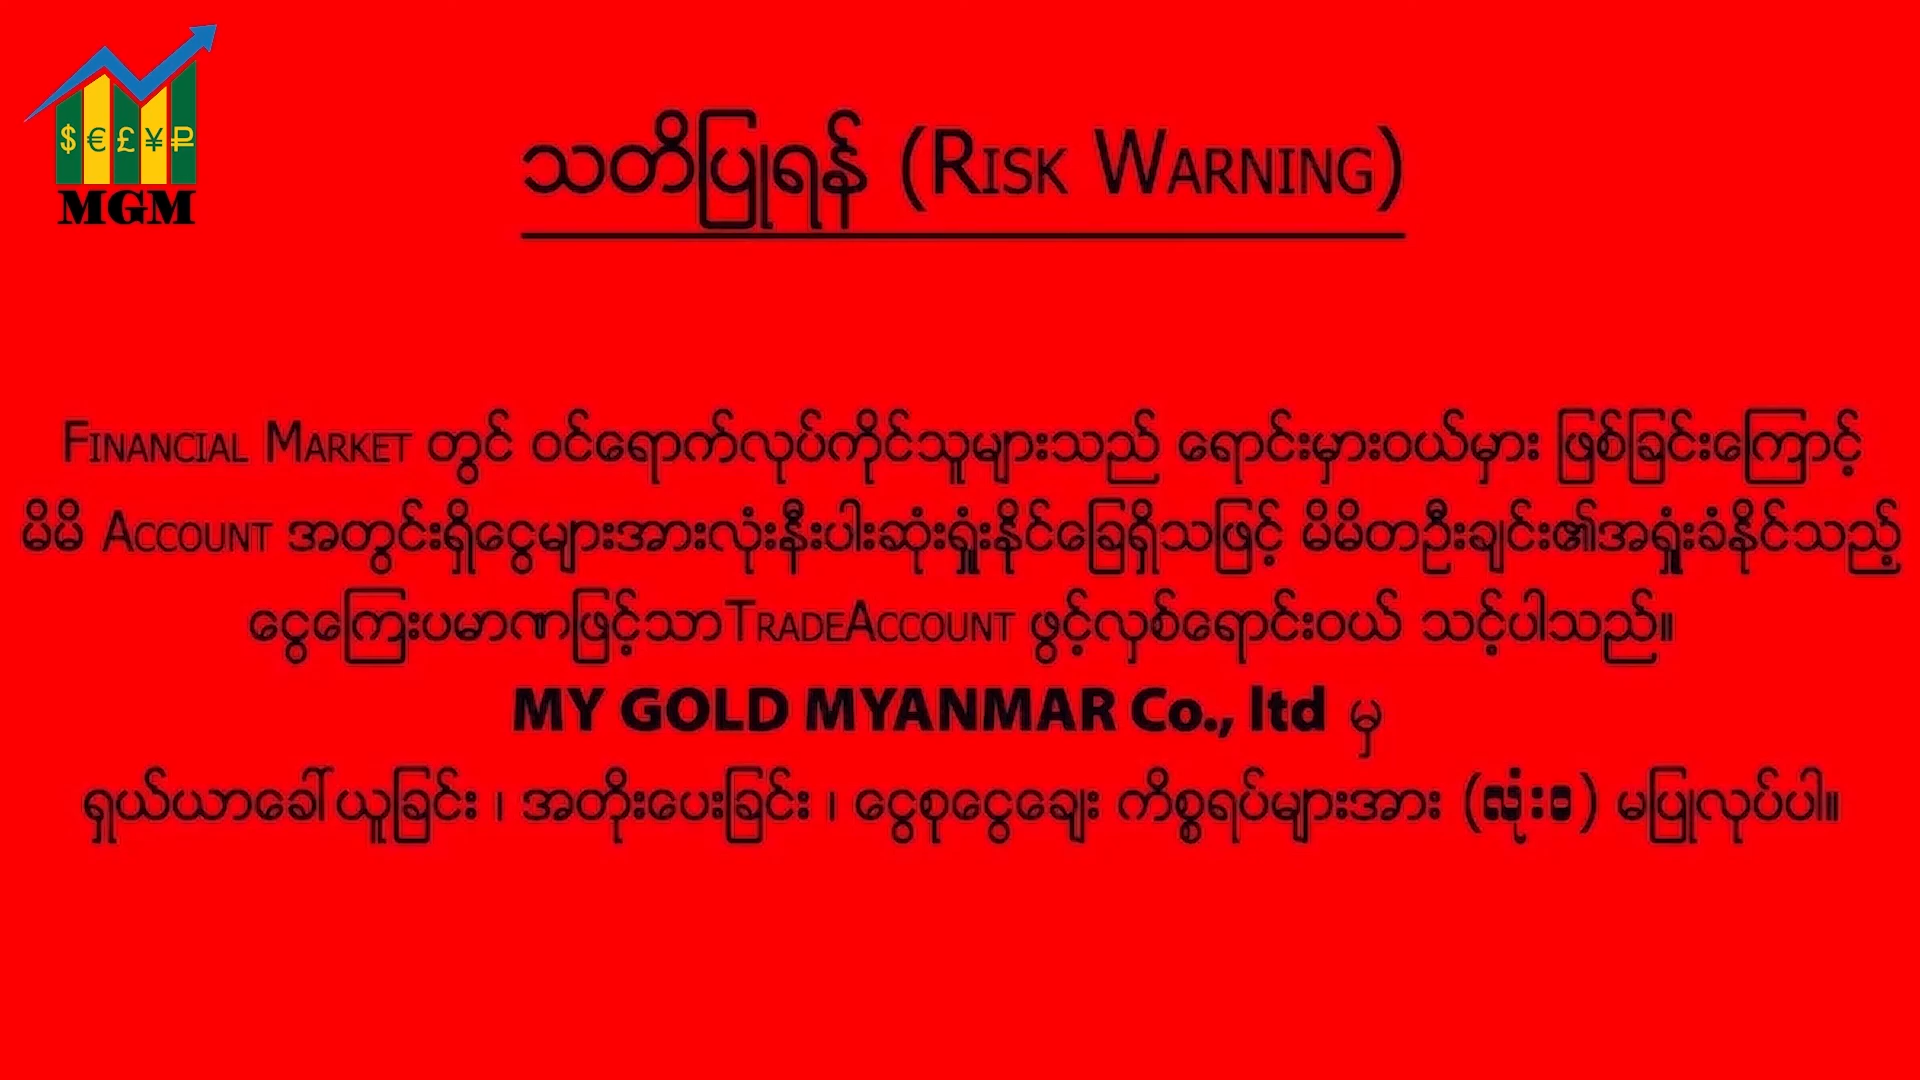 $€£¥₽
MGM
သတိပြုရန် (RISK WARNING)
FINANCIAL MARKET တွင် ဝင်ရောက်လုပ်ကိုင်သူများသည် ရောင်းမှားဝယ်မှား ဖြစ်ခြင်းကြောင့်
မိမိ ACCOUNT အတွင်းရှိငွေများအားလုံးနီးပါးဆုံးရှုံးနိုင်ခြေရှိသဖြင့် မိမိတဦးချင်း၏အရှုံးခံနိုင်သည့်
ငွေကြေးပမာဏဖြင့်သာTRADEACCOUNT ဖွင့်လှစ်ရောင်းဝယ် သင့်ပါသည်။
MY GOLD MYANMAR Co., ltd မှ
ရှယ်ယာခေါ်ယူခြင်း ၊ အတိုးပေးခြင်း ၊ ငွေစုငွေချေး ကိစ္စရပ်များအား (လုံးဝ) မပြုလုပ်ပါ။